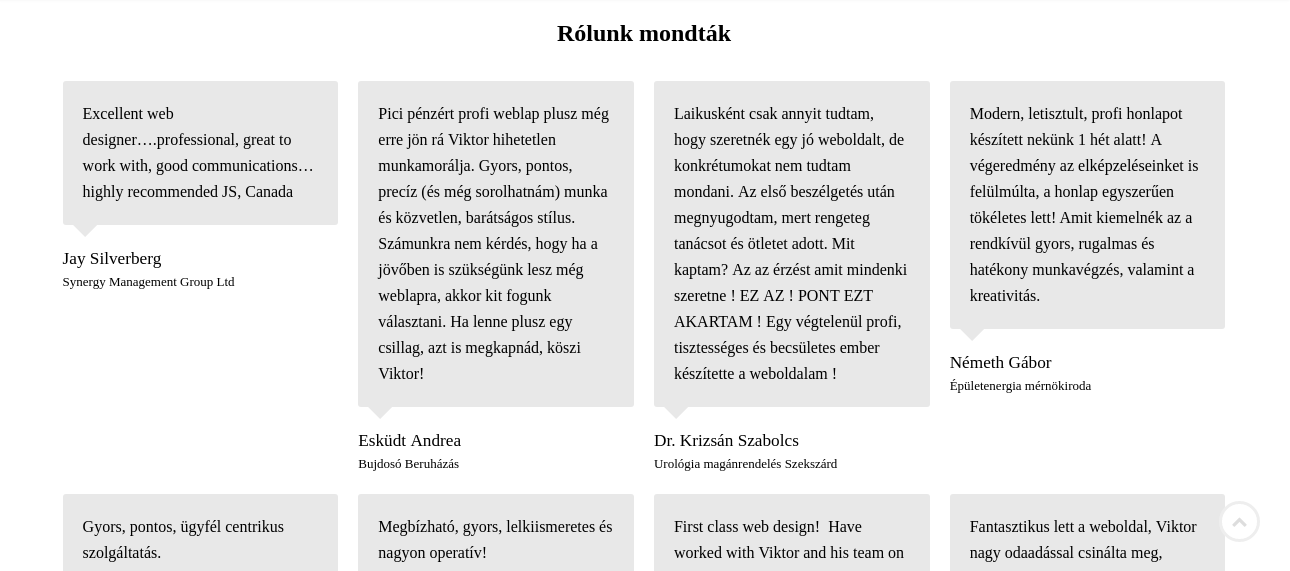 Rólunk mondták
Excellent web
designer….professional, great to
work with, good communications…
highly recommended JS, Canada
Jay Silverberg
Synergy Management Group Ltd
Pici pénzért profi weblap plusz még
erre jön rá Viktor hihetetlen
munkamorálja. Gyors, pontos,
precíz (és még sorolhatnám) munka
és közvetlen, barátságos stílus.
Számunkra nem kérdés, hogy ha a
jövőben is szükségünk lesz még
weblapra, akkor kit fogunk
választani. Ha lenne plusz egy
csillag, azt is megkapnád, köszi
Viktor!
Esküdt Andrea
Bujdosó Beruházás
Laikusként csak annyit tudtam,
hogy szeretnék egy jó weboldalt, de
konkrétumokat nem tudtam
mondani. Az első beszélgetés után
megnyugodtam, mert rengeteg
tanácsot és ötletet adott. Mit
kaptam? Az az érzést amit mindenki
szeretne ! EZ AZ ! PONT EZT
AKARTAM ! Egy végtelenül profi,
tisztességes és becsületes ember
készítette a weboldalam !
Dr. Krizsán Szabolcs
Urológia magánrendelés Szekszárd
Modern, letisztult, profi honlapot
készített nekünk 1 hét alatt! A
végeredmény az elképzeléseinket is
felülmúlta, a honlap egyszerűen
tökéletes lett! Amit kiemelnék az a
rendkívül gyors, rugalmas és
hatékony munkavégzés, valamint a
kreativitás.
Németh Gábor
Épületenergia mérnökiroda
Gyors, pontos, ügyfél centrikus
szolgáltatás.
Megbízható, gyors, lelkiismeretes és
nagyon operatív!
First class web design!  Have
worked with Viktor and his team on
Fantasztikus lett a weboldal, Viktor
nagy odaadással csinálta meg,